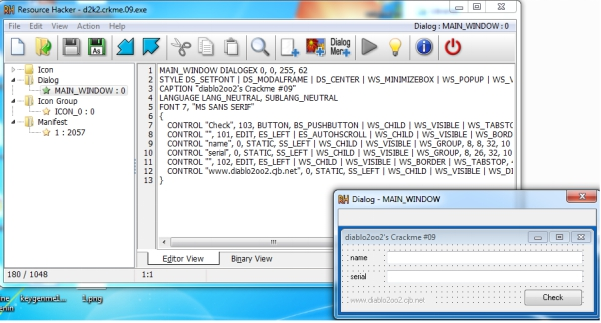 Resource Hacker - d2k2.crkme.09.exe
File Edit View Action Help Dialog : MAIN_WINDOW : 0
Dialog Mer
Icon
Dialog
MAIN_WINDOW : 0
Icon Group
ICON_0 : 0
Manifest
1 : 2057
1 MAIN_WINDOW DIALOGEX 0, 0, 255, 62
2 STYLE DS_SETFONT | DS_MODALFRAME | DS_CENTER | WS_MINIMIZEBOX | WS_POPUP | WS_V
3 CAPTION "diablo2oo2's Crackme #09"
4 LANGUAGE LANG_NEUTRAL, SUBLANG_NEUTRAL
5 FONT 7, "MS SANS SERIF"
6 {
7 CONTROL "Check", 103, BUTTON, BS_PUSHBUTTON | WS_CHILD | WS_VISIBLE | WS_TABSTO
8 CONTROL "", 101, EDIT, ES_LEFT | ES_AUTOHSCROLL | WS_CHILD | WS_VISIBLE | WS_BORD
9 CONTROL "name", 0, STATIC, SS_LEFT | WS_CHILD | WS_VISIBLE | WS_GROUP, 8, 8, 32, 10
10 CONTROL "serial", 0, STATIC, SS_LEFT | WS_CHILD | WS_VISIBLE | WS_GROUP, 8, 26, 32, 10
11 CONTROL "", 102, EDIT, ES_LEFT | WS_CHILD | WS_VISIBLE | WS_BORDER | WS_TABSTOP, 4
12 CONTROL "www.diablo2oo2.cjb.net", 0, STATIC, SS_LEFT | WS_CHILD | WS_VISIBLE | WS_DI
13 }
Editor View Binary View
180 / 1048 1:1
Dialog - MAIN_WINDOW
diablo2oo2's Crackme #09
name
serial
www.diablo2oo2.cjb.net Check
keygenme1... 1.png